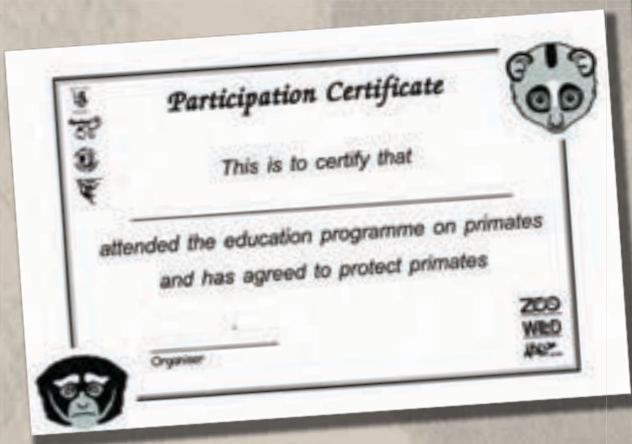 Participation Certificate
This is to certify that
attended the education programme on primates
and has agreed to protect primates
Organiser
ZOO
WILD